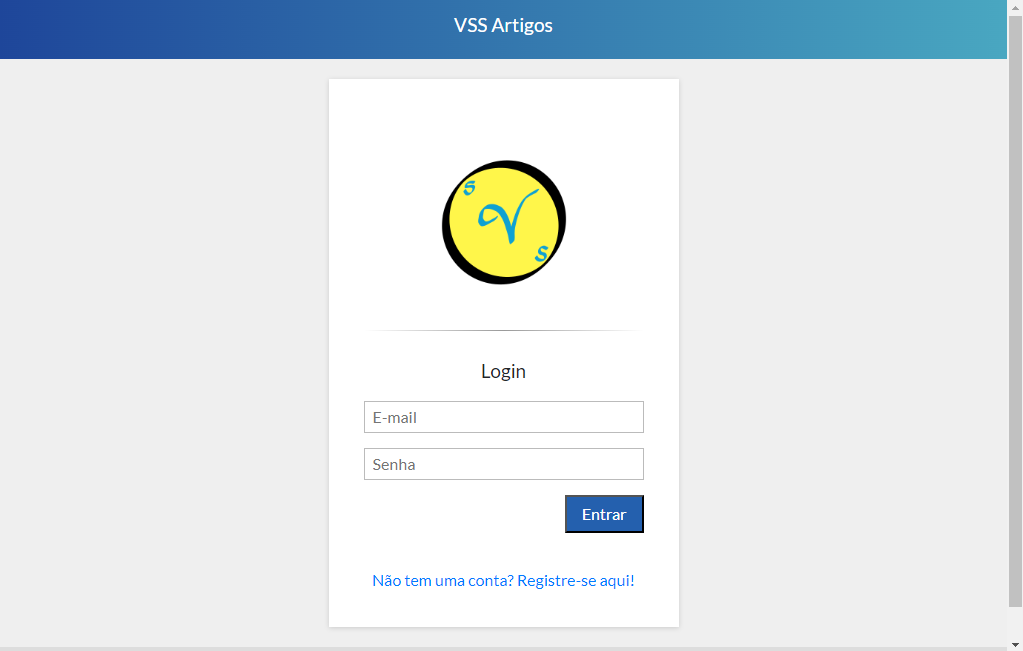 VSS Artigos
S
V
S
Login
E-mail
Senha
Entrar
Não tem uma conta? Registre-se aqui!